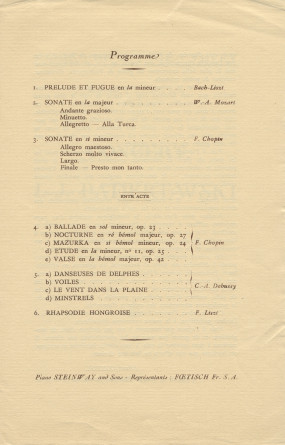 Programme
1. PRELUDE ET FUGUE en la mineur . . . . . Bach-Liszt
2. SONATE en la majeur . . . . . . . . . W.-A. Mozart
Andante grazioso.
Minuetto.
Allegretto — Alla Turca.
3. SONATE en si mineur . . . . . . . . . F. Chopin
Allegro maestoso.
Scherzo molto vivace.
Largo.
Finale — Presto non tanto.
ENTR'ACTE
4. a) BALLADE en sol mineur, op. 23 . . . .
b) NOCTURNE en ré bémol majeur, op. 27
c) MAZURKA en si bémol mineur, op. 24 F. Chopin
d) ETUDE en la mineur, nº 11, op. 25 . . .
e) VALSE en la bémol majeur, op. 42 . . . .
5. a) DANSEUSES DE DELPHES . . . . .
b) VOILES . . . . . . . . . . . .
c) LE VENT DANS LA PLAINE . . . . . C.-A. Debussy
d) MINSTRELS . . . . . . . . . . .
6. RHAPSODIE HONGROISE . . . . . . . F. Liszt
Piano STEINWAY and Sons - Représentants : FŒTISCH Fr. S. A.